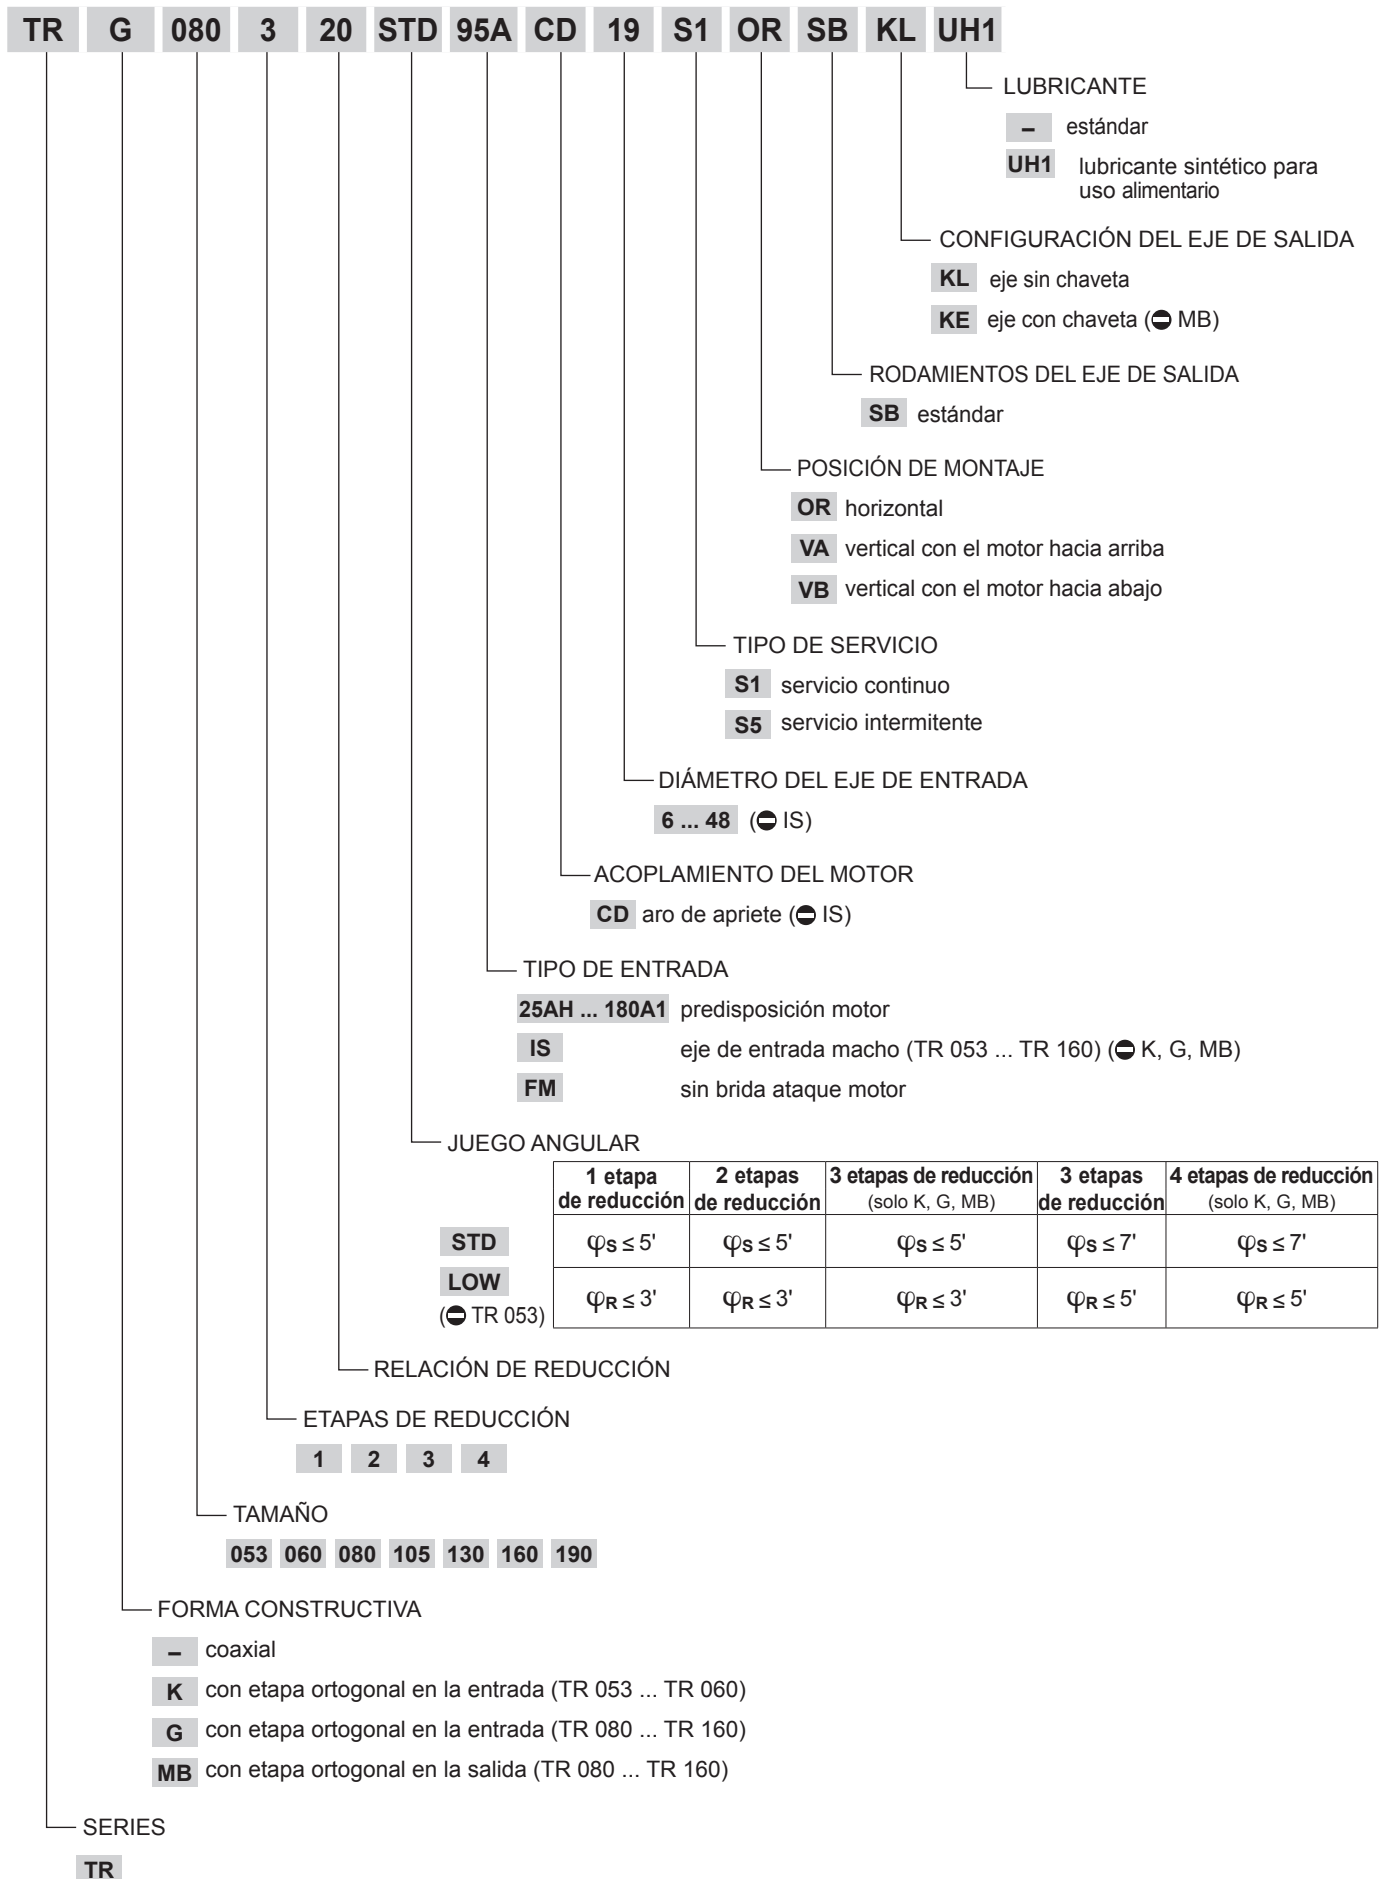 TR G 080 3 20 STD 95A CD 19 S1 OR SB KL UH1
LUBRICANTE
– estándar
UH1 lubricante sintético para
uso alimentario
CONFIGURACIÓN DEL EJE DE SALIDA
KL eje sin chaveta
KE eje con chaveta (⛔ MB)
RODAMIENTOS DEL EJE DE SALIDA
SB estándar
POSICIÓN DE MONTAJE
OR horizontal
VA vertical con el motor hacia arriba
VB vertical con el motor hacia abajo
TIPO DE SERVICIO
S1 servicio continuo
S5 servicio intermitente
DIÁMETRO DEL EJE DE ENTRADA
6 ... 48 (⛔ IS)
ACOPLAMIENTO DEL MOTOR
CD aro de apriete (⛔ IS)
TIPO DE ENTRADA
25AH ... 180A1 predisposición motor
IS eje de entrada macho (TR 053 ... TR 160) (⛔ K, G, MB)
FM sin brida ataque motor
JUEGO ANGULAR
1 etapa 2 etapas 3 etapas de reducción 3 etapas 4 etapas de reducción
de reducción de reducción (solo K, G, MB) de reducción (solo K, G, MB)
STD φS ≤ 5' φS ≤ 5' φS ≤ 5' φS ≤ 7' φS ≤ 7'
LOW φR ≤ 3' φR ≤ 3' φR ≤ 3' φR ≤ 5' φR ≤ 5'
(⛔ TR 053)
RELACIÓN DE REDUCCIÓN
ETAPAS DE REDUCCIÓN
1 2 3 4
TAMAÑO
053 060 080 105 130 160 190
FORMA CONSTRUCTIVA
– coaxial
K con etapa ortogonal en la entrada (TR 053 ... TR 060)
G con etapa ortogonal en la entrada (TR 080 ... TR 160)
MB con etapa ortogonal en la salida (TR 080 ... TR 160)
SERIES
TR